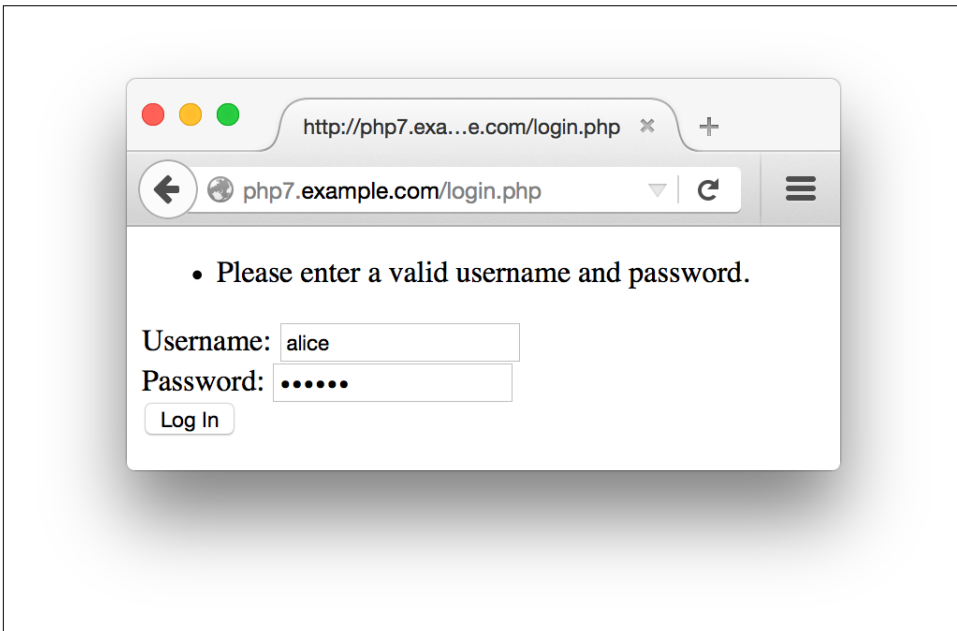 http://php7.exa...e.com/login.php
php7.example.com/login.php
• Please enter a valid username and password.
Username: alice
Password: ••••••
Log In